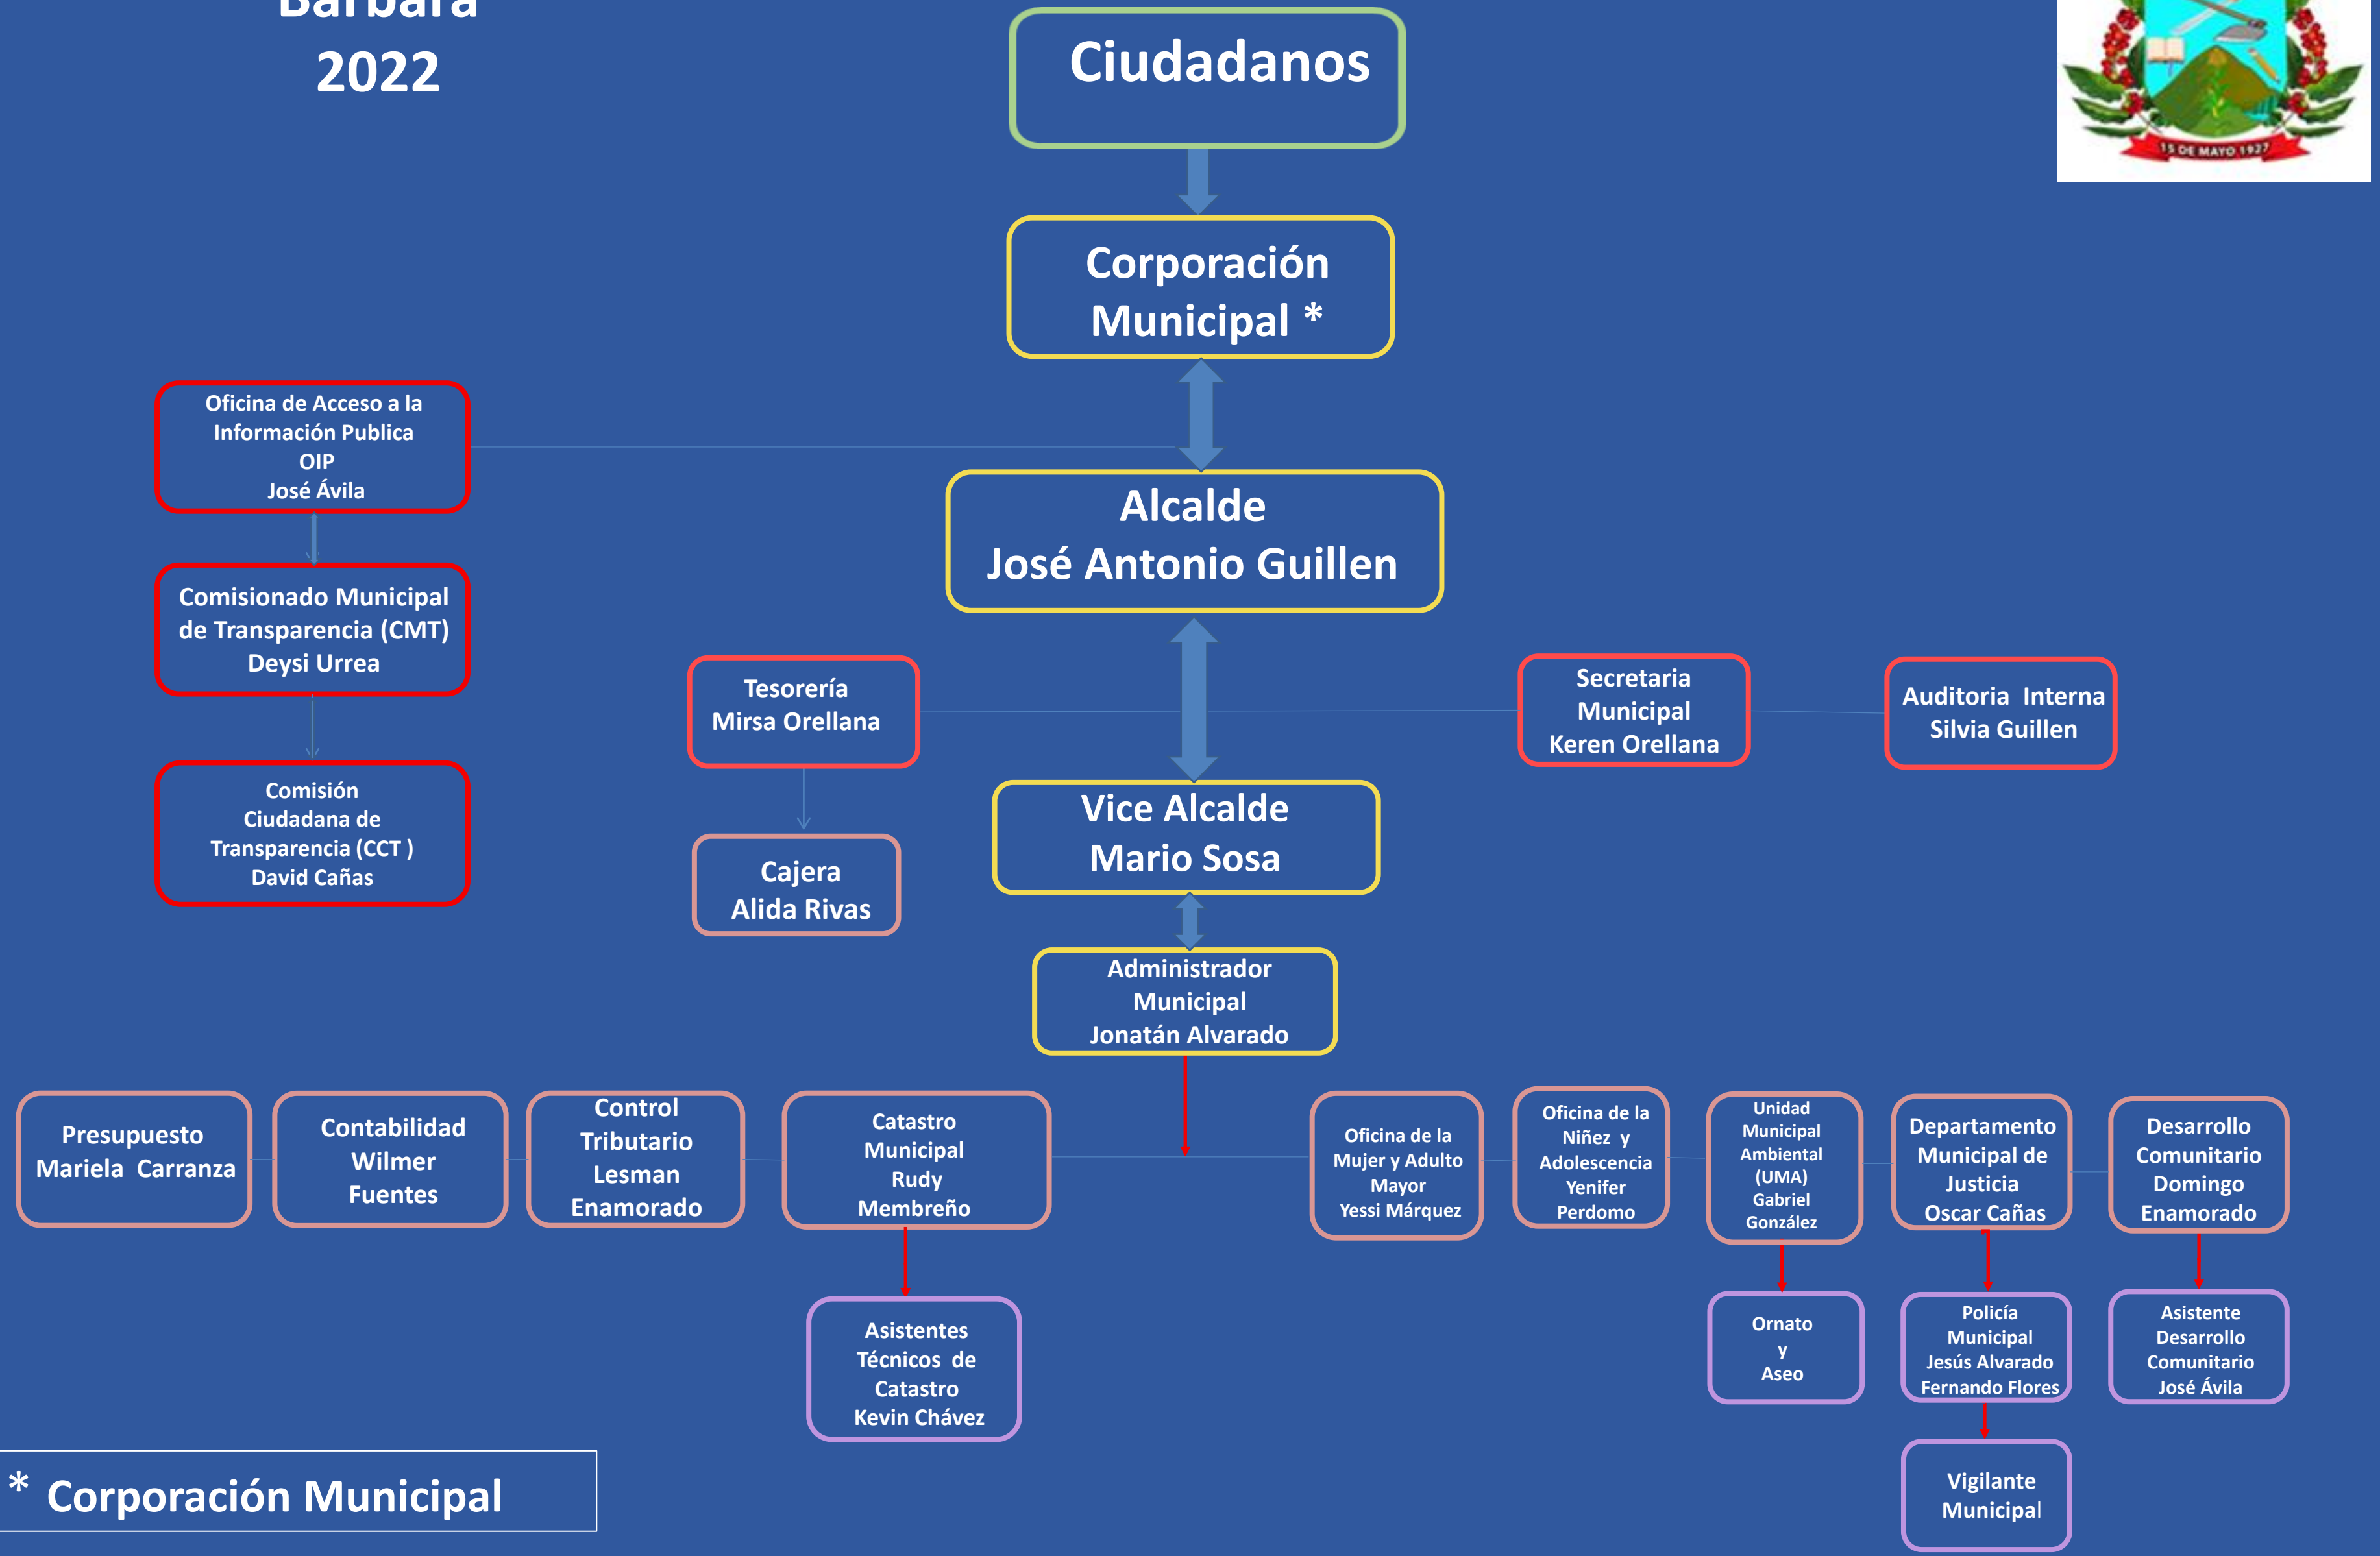 Barbara
2022
15 DE MAYO 1927
Ciudadanos
Corporación
Municipal *
Oficina de Acceso a la
Información Publica
OIP
José Ávila
Alcalde
José Antonio Guillen
Comisionado Municipal
de Transparencia (CMT)
Deysi Urrea
Tesorería
Mirsa Orellana
Secretaria
Municipal
Keren Orellana
Auditoria Interna
Silvia Guillen
Comisión
Ciudadana de
Transparencia (CCT )
David Cañas
Vice Alcalde
Mario Sosa
Cajera
Alida Rivas
Administrador
Municipal
Jonatán Alvarado
Presupuesto
Mariela Carranza
Contabilidad
Wilmer
Fuentes
Control
Tributario
Lesman
Enamorado
Catastro
Municipal
Rudy
Membreño
Oficina de la
Mujer y Adulto
Mayor
Yessi Márquez
Oficina de la
Niñez y
Adolescencia
Yenifer
Perdomo
Unidad
Municipal
Ambiental
(UMA)
Gabriel
González
Departamento
Municipal de
Justicia
Oscar Cañas
Desarrollo
Comunitario
Domingo
Enamorado
Asistentes
Técnicos de
Catastro
Kevin Chávez
Ornato
y
Aseo
Policía
Municipal
Jesús Alvarado
Fernando Flores
Asistente
Desarrollo
Comunitario
José Ávila
Vigilante
Municipal
* Corporación Municipal